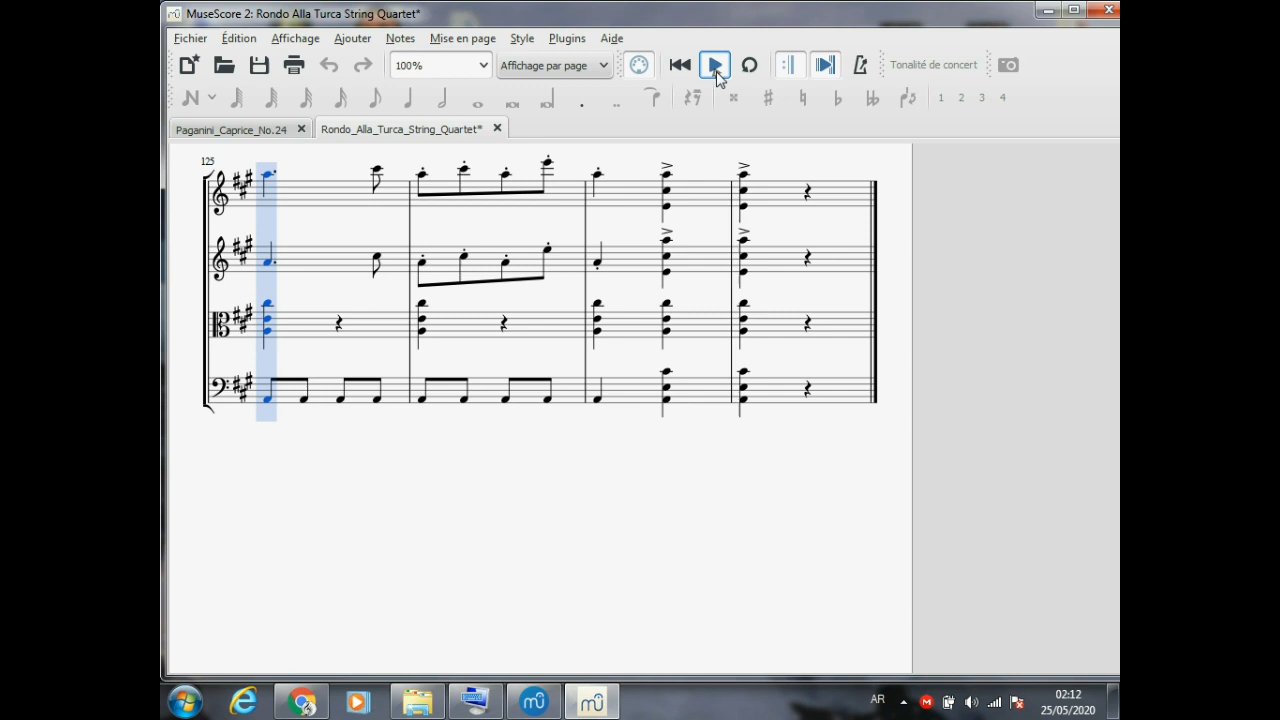 MuseScore 2: Rondo Alla Turca String Quartet*
Fichier Édition Affichage Ajouter Notes Mise en page Style Plugins Aide
100% Affichage par page Tonalité de concert
1 2 3 4
Paganini_Caprice_No.24 Rondo_Alla_Turca_String_Quartet*
125
AR 02:12
25/05/2020